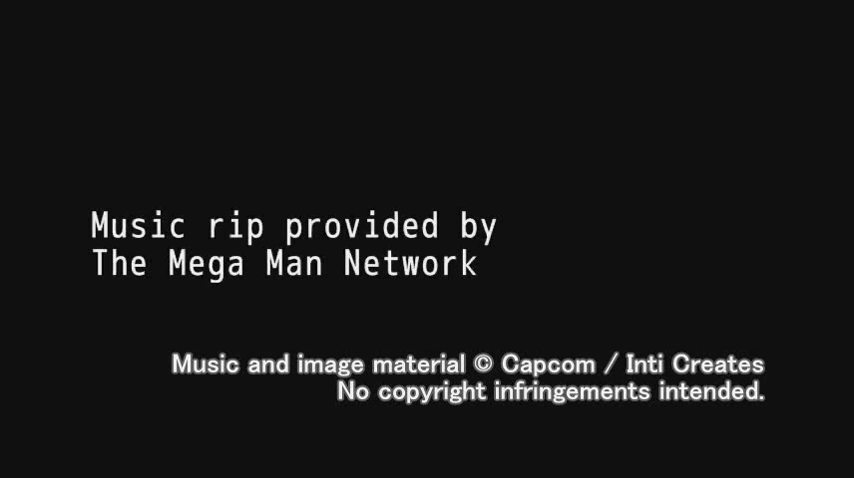 Music rip provided by
The Mega Man Network
Music and image material © Capcom / Inti Creates
No copyright infringements intended.